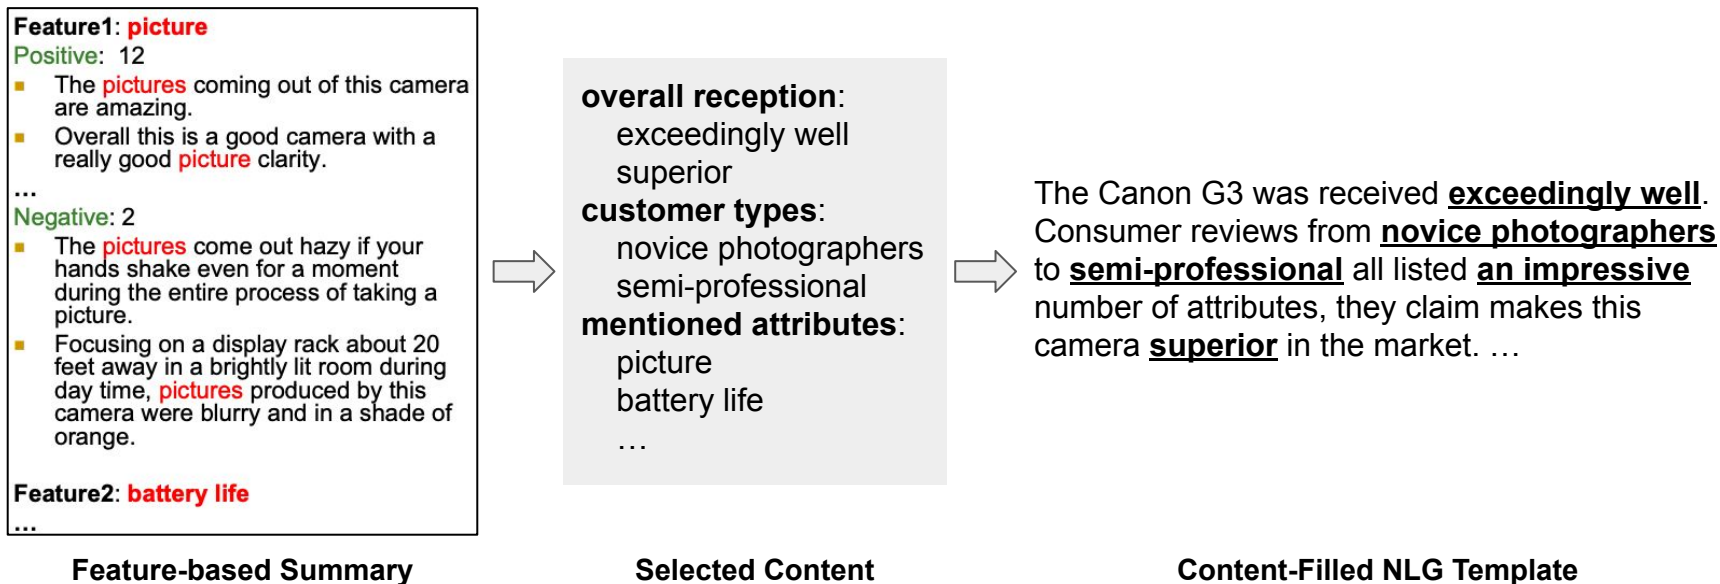 Feature1: picture
Positive: 12
▪ The pictures coming out of this camera
are amazing.
▪ Overall this is a good camera with a
really good picture clarity.
...
Negative: 2
▪ The pictures come out hazy if your
hands shake even for a moment
during the entire process of taking a
picture.
▪ Focusing on a display rack about 20
feet away in a brightly lit room during
day time, pictures produced by this
camera were blurry and in a shade of
orange.
Feature2: battery life
...
Feature-based Summary
overall reception:
exceedingly well
superior
customer types:
novice photographers
semi-professional
mentioned attributes:
picture
battery life
…
Selected Content
The Canon G3 was received exceedingly well.
Consumer reviews from novice photographers
to semi-professional all listed an impressive
number of attributes, they claim makes this
camera superior in the market. …
Content-Filled NLG Template